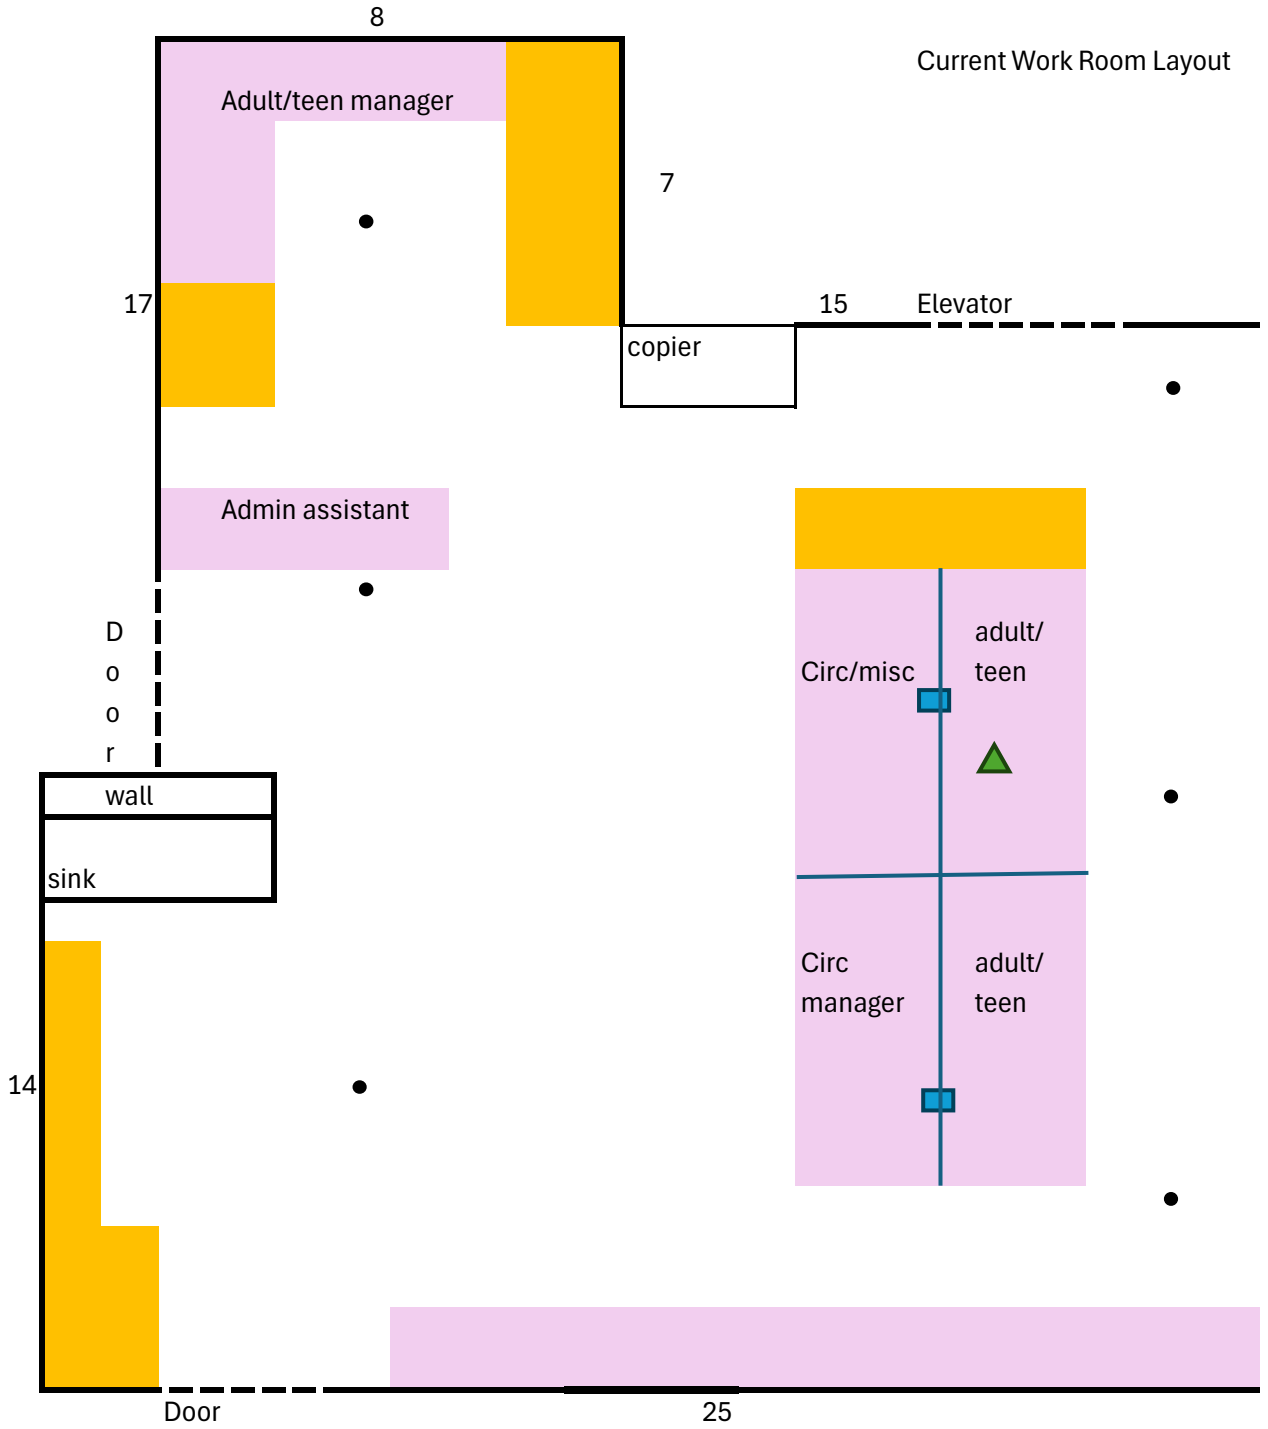 8
Current Work Room Layout
Adult/teen manager
7
17
15
Elevator
copier
Admin assistant
D
o
o
r
adult/
teen
Circ/misc
wall
sink
Circ
manager
adult/
teen
14
Door
25